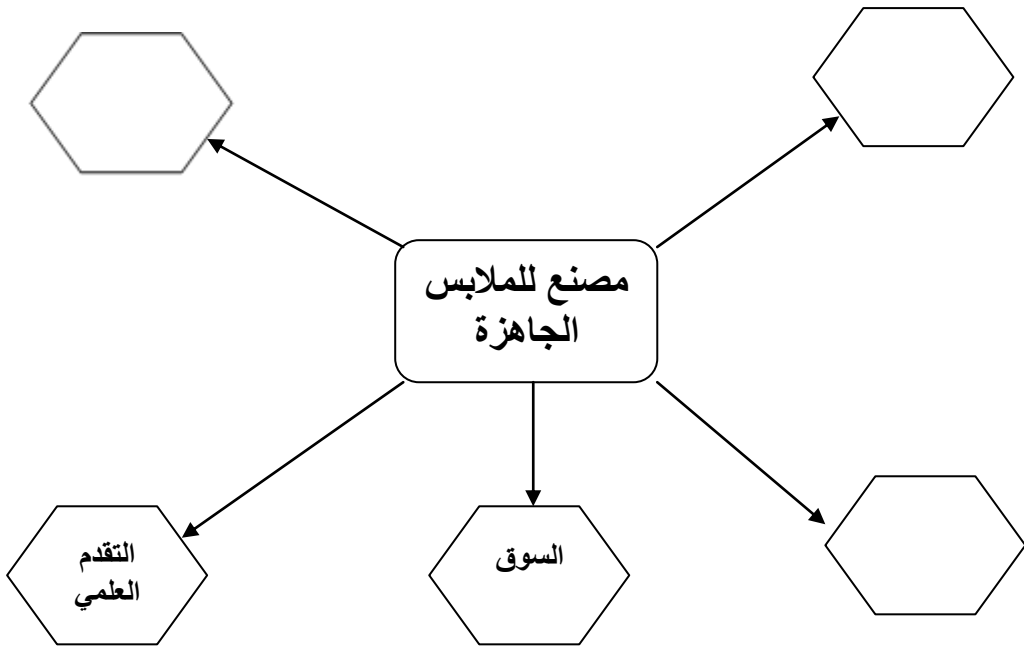 مصنع للملابس
الجاهزة
السوق
التقدم
العلمي